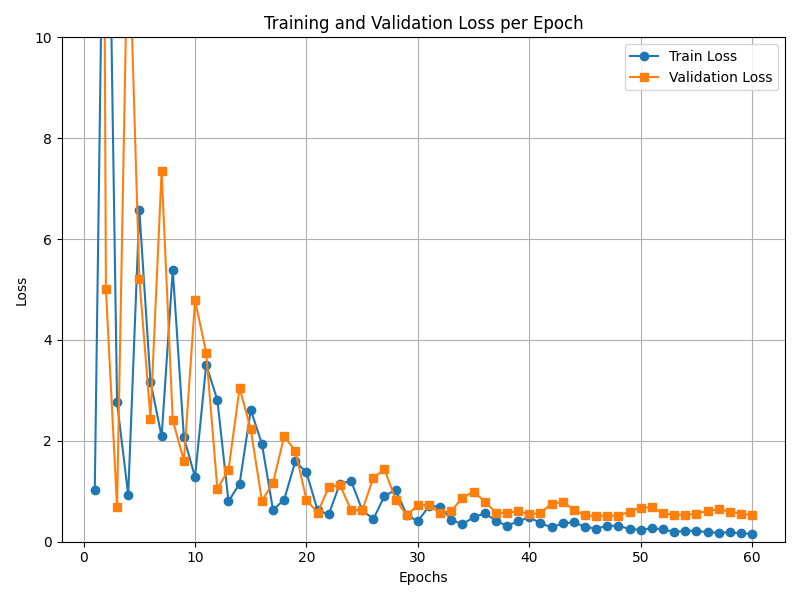 Training and Validation Loss per Epoch
Train Loss
Validation Loss
Loss
10
8
6
4
2
0
0 10 20 30 40 50 60
Epochs